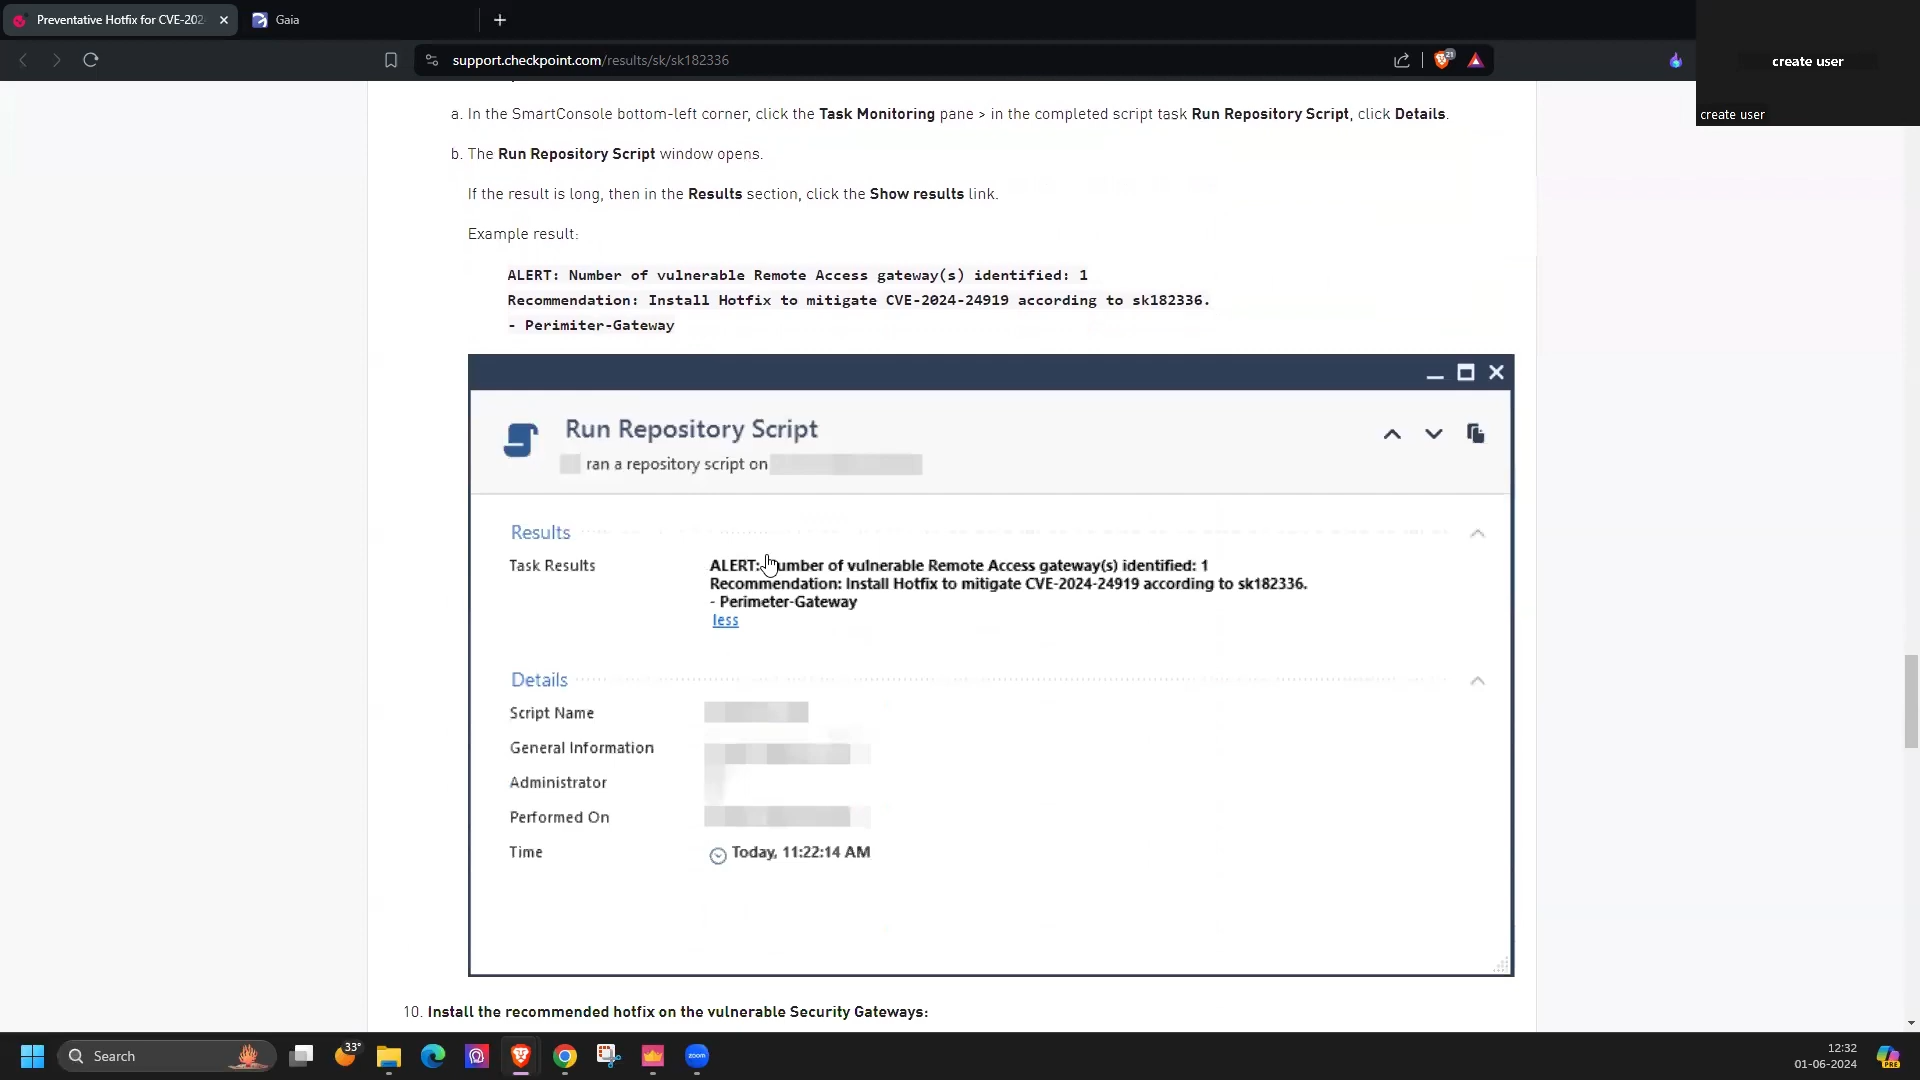 Preventative Hotfix for CVE-202
Gaia
support.checkpoint.com/results/sk/sk182336
21
create user
create user
a. In the SmartConsole bottom-left corner, click the Task Monitoring pane > in the completed script task Run Repository Script, click Details.
b. The Run Repository Script window opens.
If the result is long, then in the Results section, click the Show results link.
Example result:
ALERT: Number of vulnerable Remote Access gateway(s) identified: 1
Recommendation: Install Hotfix to mitigate CVE-2024-24919 according to sk182336.
- Perimiter-Gateway
Run Repository Script
ran a repository script on
Results
Task Results
ALERT: Number of vulnerable Remote Access gateway(s) identified: 1
Recommendation: Install Hotfix to mitigate CVE-2024-24919 according to sk182336.
- Perimeter-Gateway
less
Details
Script Name
General Information
Administrator
Performed On
Time
Today, 11:22:14 AM
10. Install the recommended hotfix on the vulnerable Security Gateways:
Search
33°
zoom
12:32
01-06-2024
PRE